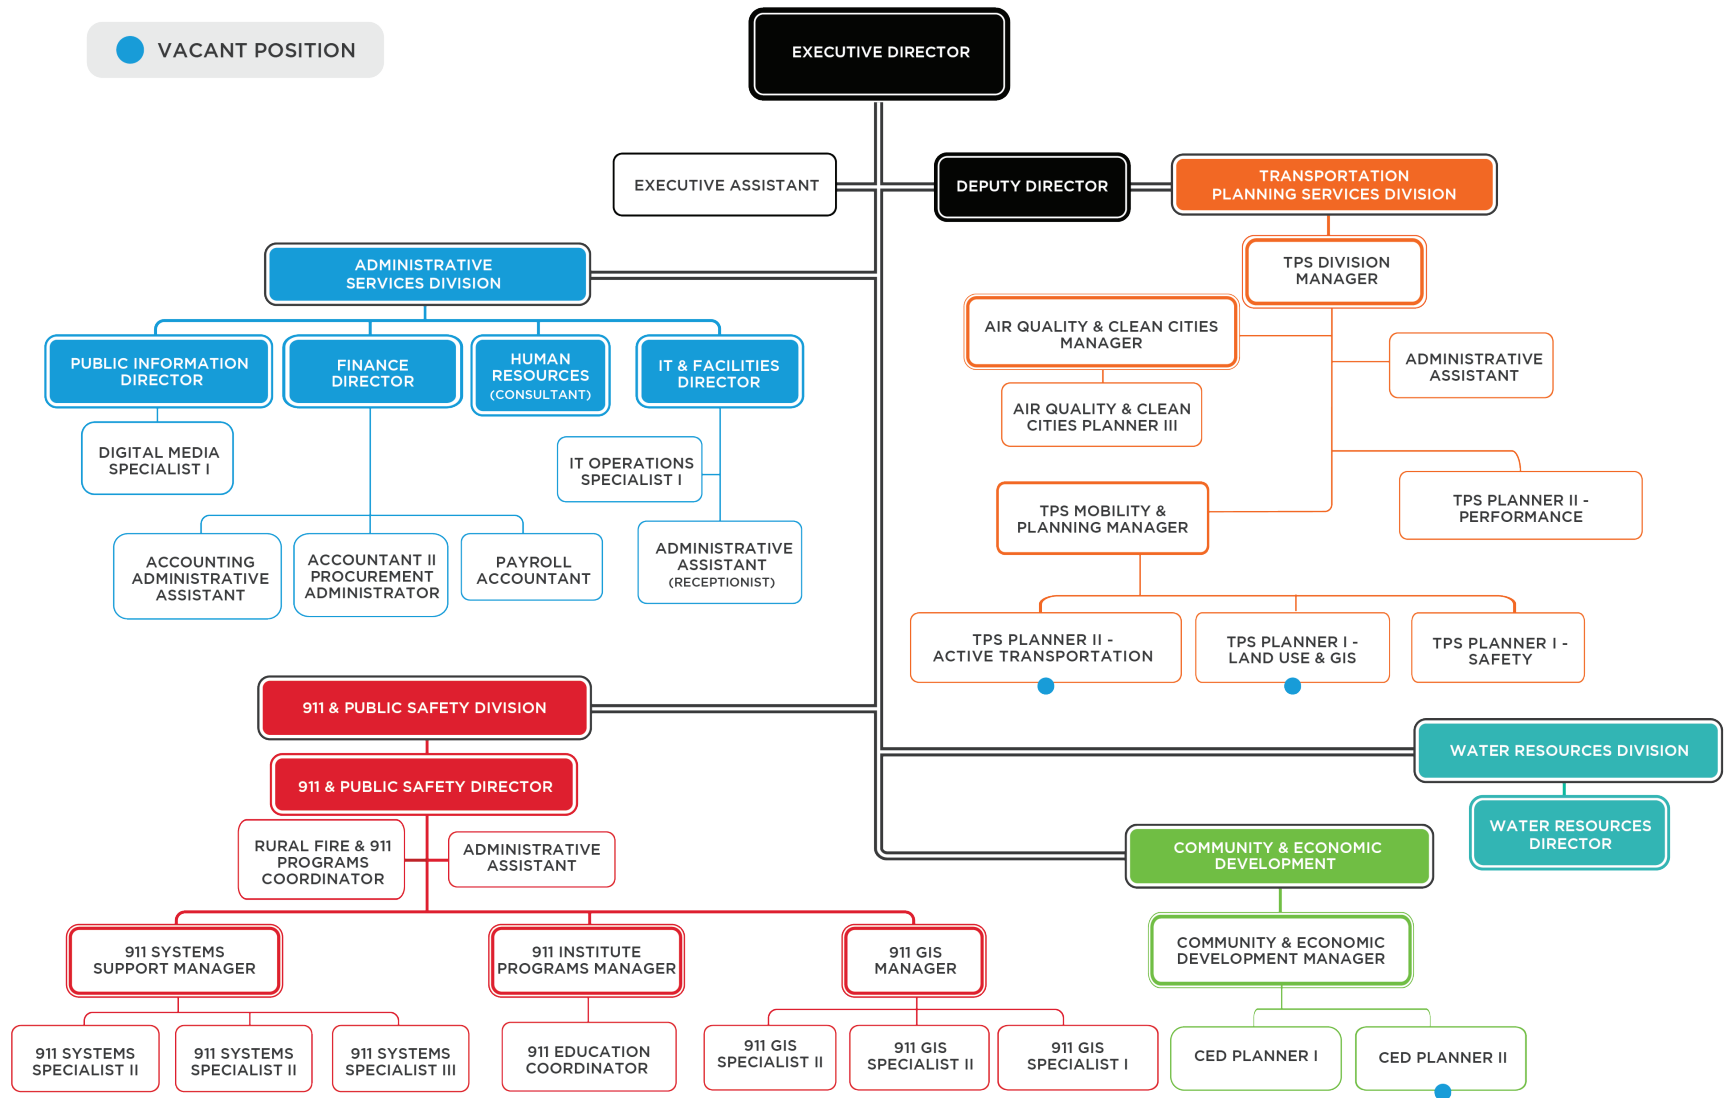 VACANT POSITION
EXECUTIVE DIRECTOR
EXECUTIVE ASSISTANT
DEPUTY DIRECTOR
TRANSPORTATION
PLANNING SERVICES DIVISION
ADMINISTRATIVE
SERVICES DIVISION
TPS DIVISION
MANAGER
AIR QUALITY & CLEAN CITIES
MANAGER
ADMINISTRATIVE
ASSISTANT
AIR QUALITY & CLEAN
CITIES PLANNER III
PUBLIC INFORMATION
DIRECTOR
FINANCE
DIRECTOR
HUMAN
RESOURCES
(CONSULTANT)
IT & FACILITIES
DIRECTOR
DIGITAL MEDIA
SPECIALIST I
IT OPERATIONS
SPECIALIST I
TPS MOBILITY &
PLANNING MANAGER
TPS PLANNER II -
PERFORMANCE
ACCOUNTING
ADMINISTRATIVE
ASSISTANT
ACCOUNTANT II
PROCUREMENT
ADMINISTRATOR
PAYROLL
ACCOUNTANT
ADMINISTRATIVE
ASSISTANT
(RECEPTIONIST)
TPS PLANNER II -
ACTIVE TRANSPORTATION
TPS PLANNER I -
LAND USE & GIS
TPS PLANNER I -
SAFETY
911 & PUBLIC SAFETY DIVISION
WATER RESOURCES DIVISION
911 & PUBLIC SAFETY DIRECTOR
WATER RESOURCES
DIRECTOR
RURAL FIRE & 911
PROGRAMS
COORDINATOR
ADMINISTRATIVE
ASSISTANT
COMMUNITY & ECONOMIC
DEVELOPMENT
911 SYSTEMS
SUPPORT MANAGER
911 INSTITUTE
PROGRAMS MANAGER
911 GIS
MANAGER
COMMUNITY & ECONOMIC
DEVELOPMENT MANAGER
911 SYSTEMS
SPECIALIST II
911 SYSTEMS
SPECIALIST II
911 SYSTEMS
SPECIALIST III
911 EDUCATION
COORDINATOR
911 GIS
SPECIALIST II
911 GIS
SPECIALIST II
911 GIS
SPECIALIST I
CED PLANNER I
CED PLANNER II